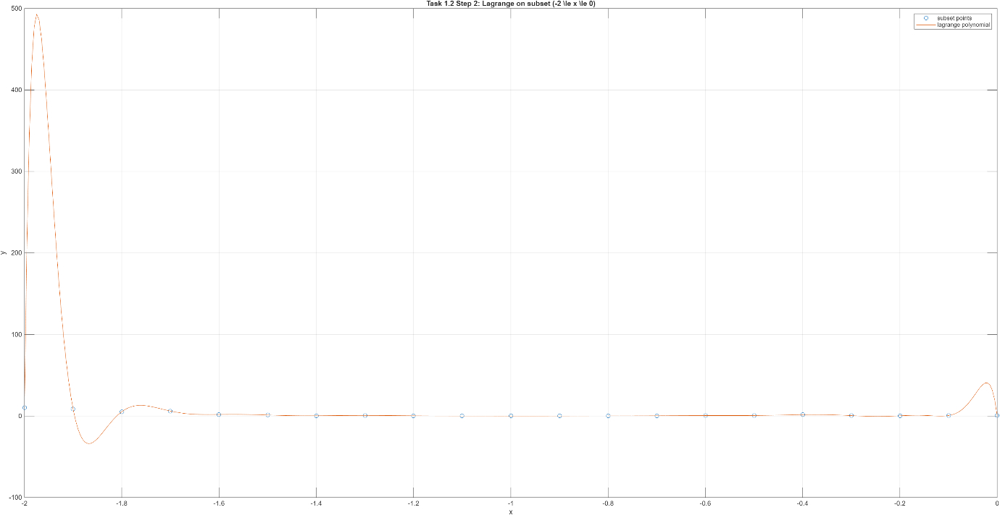 Task 1.2 Step 2: Lagrange on subset (-2 \le x \le 0)
subset points
lagrange polynomial
500
400
300
200
100
0
-100
y
-2 -1.8 -1.6 -1.4 -1.2 -1 -0.8 -0.6 -0.4 -0.2 0
x